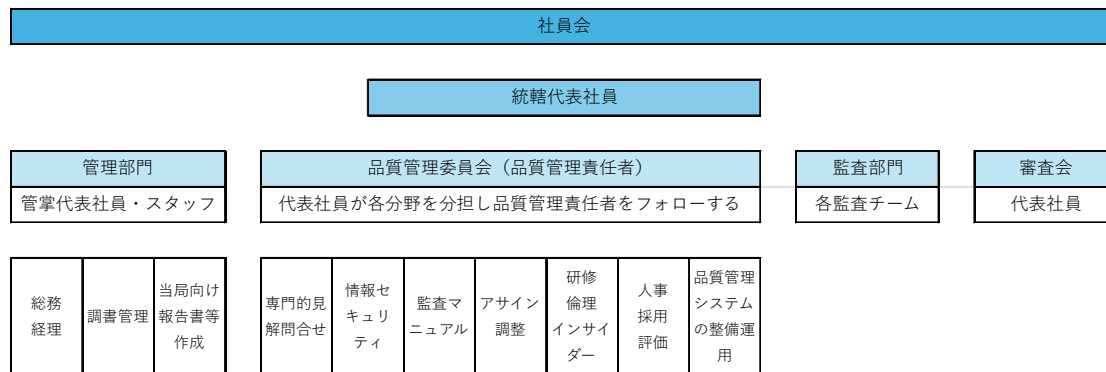 社員会
統轄代表社員
管理部門
管掌代表社員・スタッフ
品質管理委員会（品質管理責任者）
代表社員が各分野を分担し品質管理責任者をフォローする
監査部門
各監査チーム
審査会
代表社員
総務
経理
調書管理
当局向け
報告書等
作成
専門的見
解問合せ
情報セ
キュリ
ティ
監査マ
ニュアル
アサイン
調整
研修
倫理
インサイ
ダー
人事
採用
評価
品質管理
システム
の整備運
用